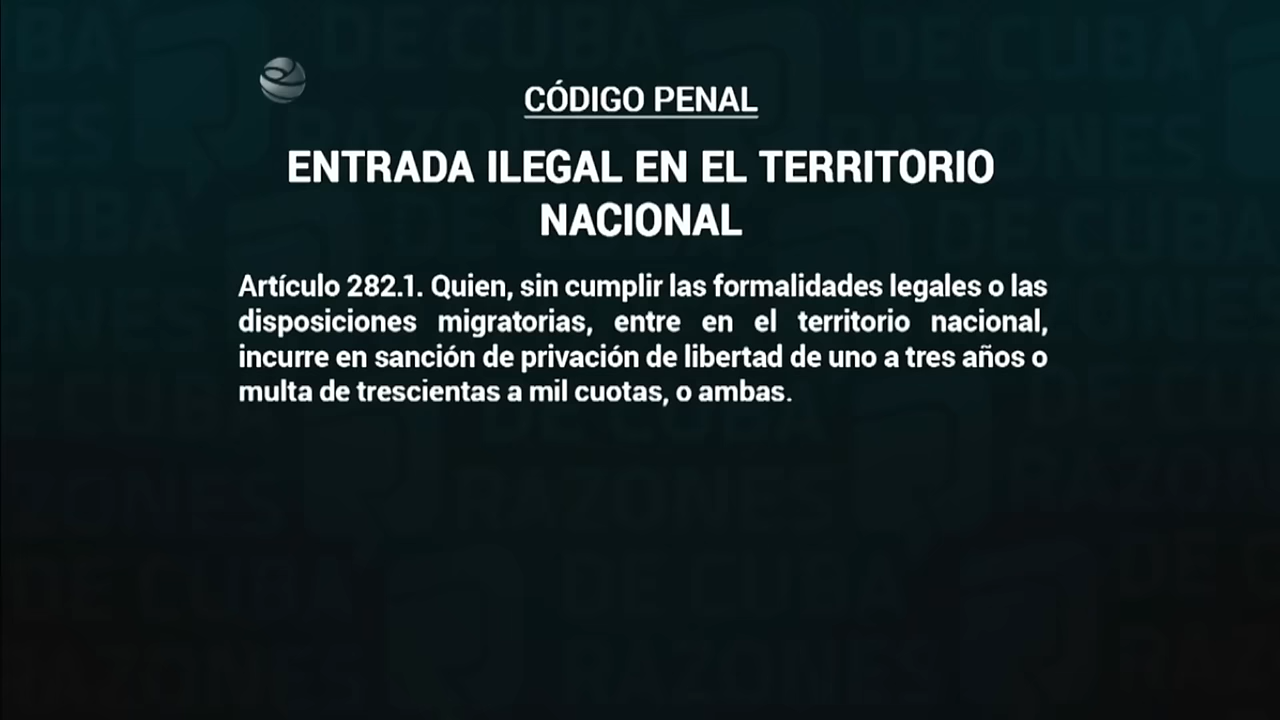 CÓDIGO PENAL
ENTRADA ILEGAL EN EL TERRITORIO
NACIONAL
Artículo 282.1. Quien, sin cumplir las formalidades legales o las
disposiciones migratorias, entre en el territorio nacional,
incurre en sanción de privación de libertad de uno a tres años o
multa de trescientas a mil cuotas, o ambas.